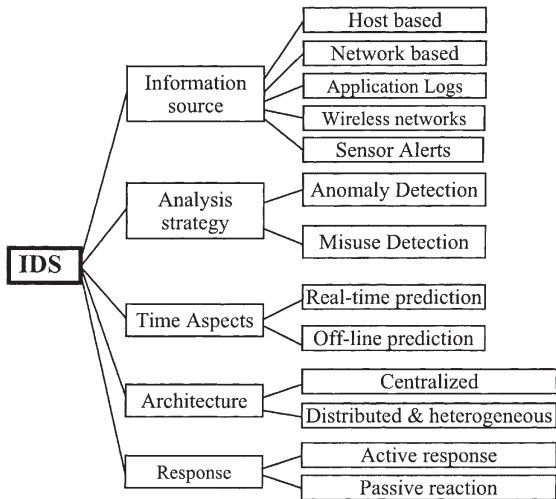 Host based
Network based
Information
source
Application Logs
Wireless networks
Sensor Alerts
Analysis
strategy
Anomaly Detection
Misuse Detection
IDS
Time Aspects
Real-time prediction
Off-line prediction
Architecture
Centralized
Distributed & heterogeneous
Response
Active response
Passive reaction